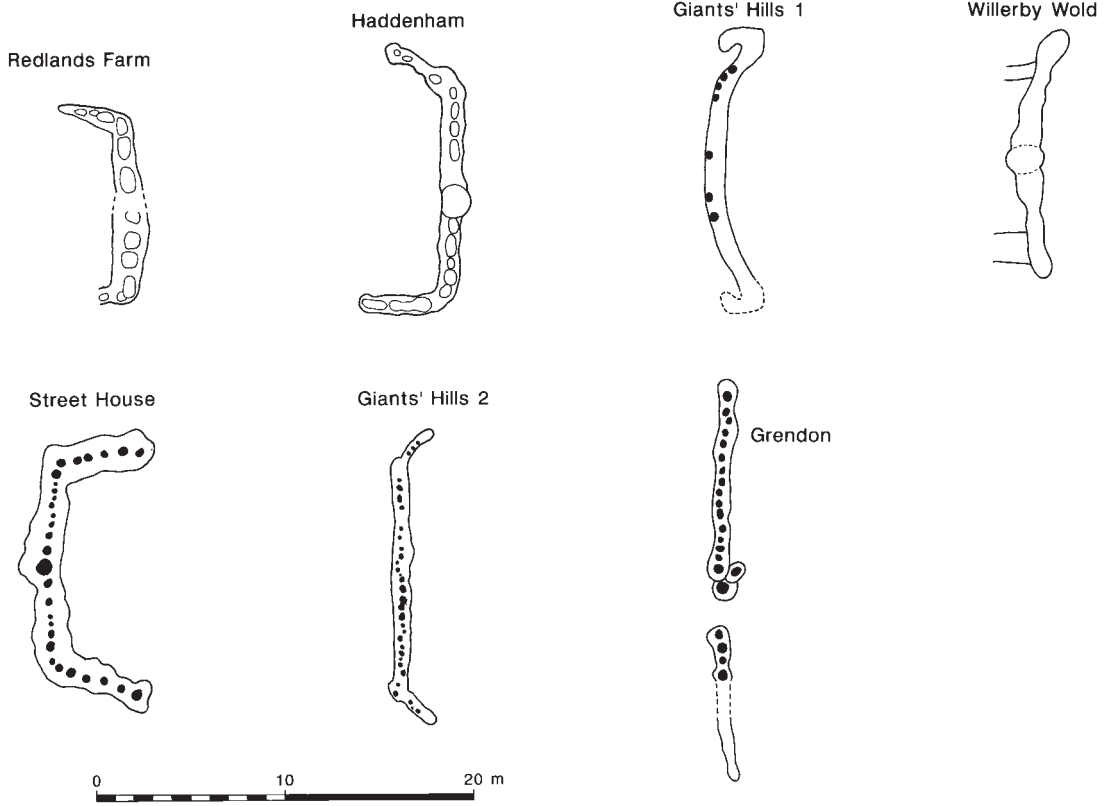 Redlands Farm
Haddenham
Giants' Hills 1
Willerby Wold
Street House
Giants' Hills 2
Grendon
0 10 20 m